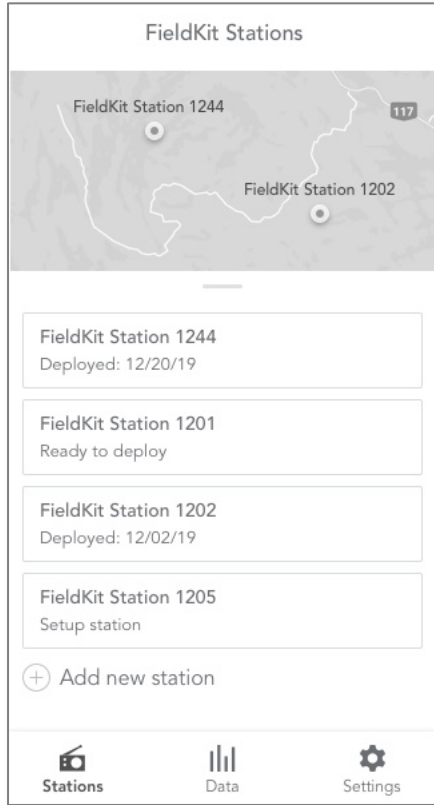 FieldKit Stations
FieldKit Station 1244
117
FieldKit Station 1202
FieldKit Station 1244
Deployed: 12/20/19
FieldKit Station 1201
Ready to deploy
FieldKit Station 1202
Deployed: 12/02/19
FieldKit Station 1205
Setup station
Add new station
Stations
Data
Settings